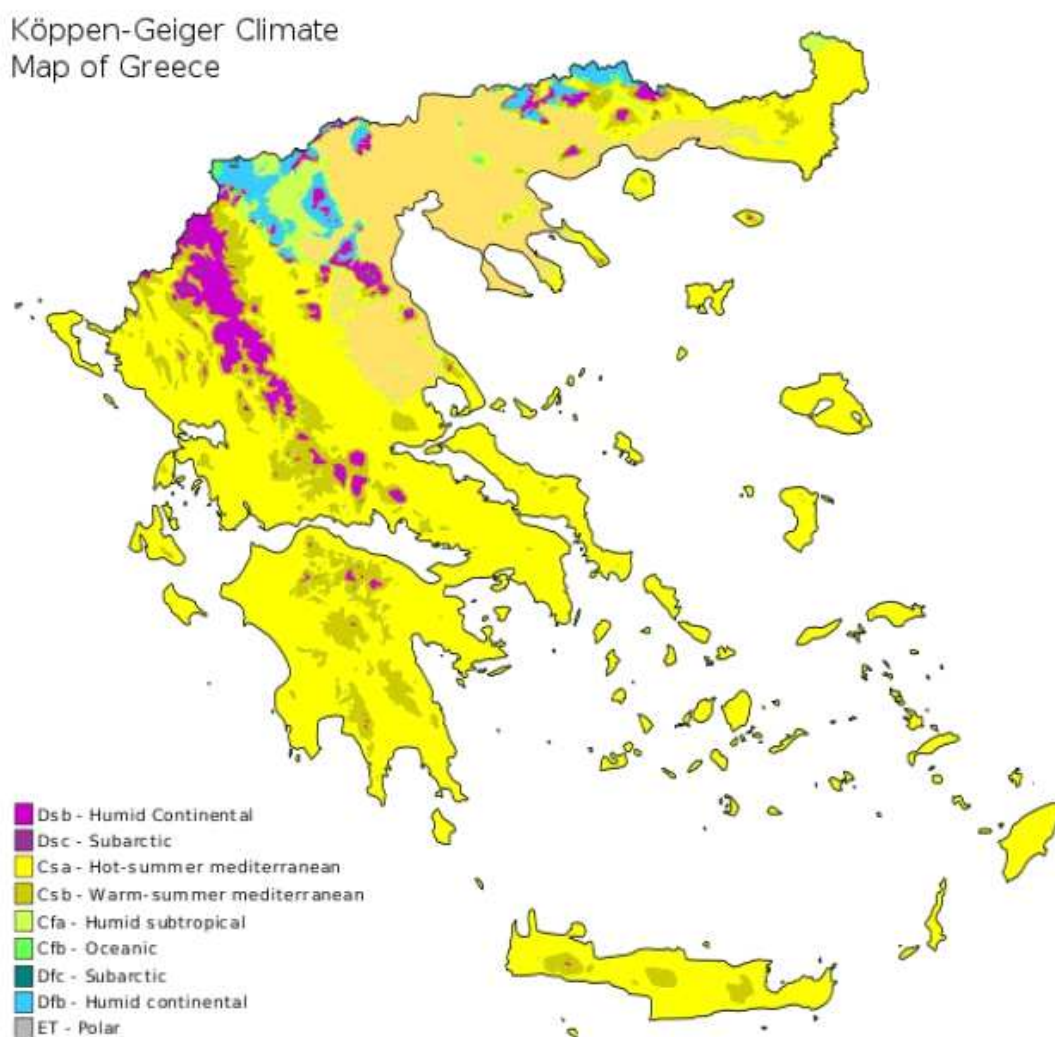 Köppen-Geiger Climate
Map of Greece
Dsb - Humid Continental
Dsc - Subarctic
Csa - Hot-summer mediterranean
Csb - Warm-summer mediterranean
Cfa - Humid subtropical
Cfb - Oceanic
Dfc - Subarctic
Dfb - Humid continental
ET - Polar